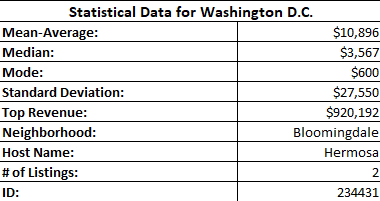 Statistical Data for Washington D.C.
Mean-Average: $10,896
Median: $3,567
Mode: $600
Standard Deviation: $27,550
Top Revenue: $920,192
Neighborhood: Bloomingdale
Host Name: Hermosa
# of Listings: 2
ID: 234431